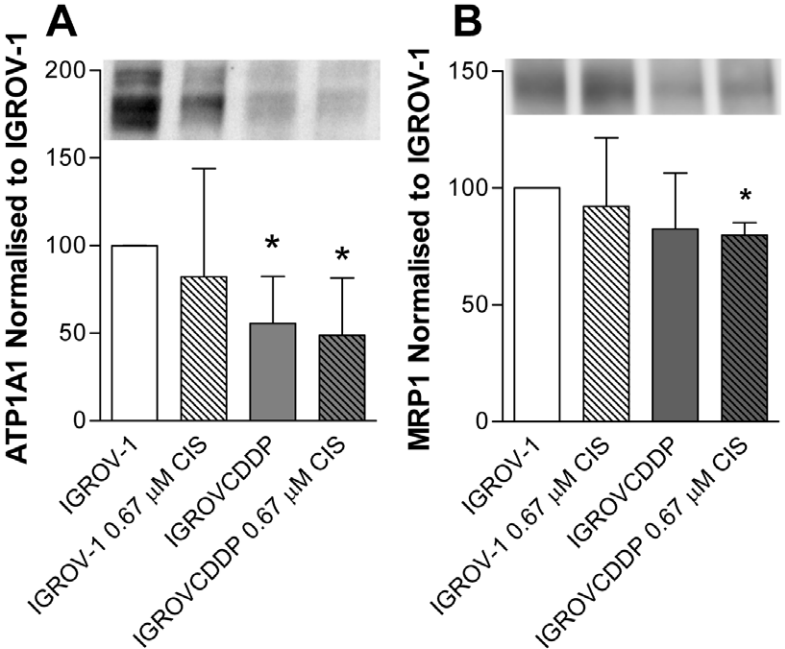 A
ATP1A1 Normalised to IGROV-1
200
150
100
50
0
*
*
IGROV-1
IGROV-1 0.67 μM CIS
IGROVCDDP
IGROVCDDP 0.67 μM CIS
B
MRP1 Normalised to IGROV-1
150
100
50
0
*
IGROV-1
IGROV-1 0.67 μM CIS
IGROVCDDP
IGROVCDDP 0.67 μM CIS